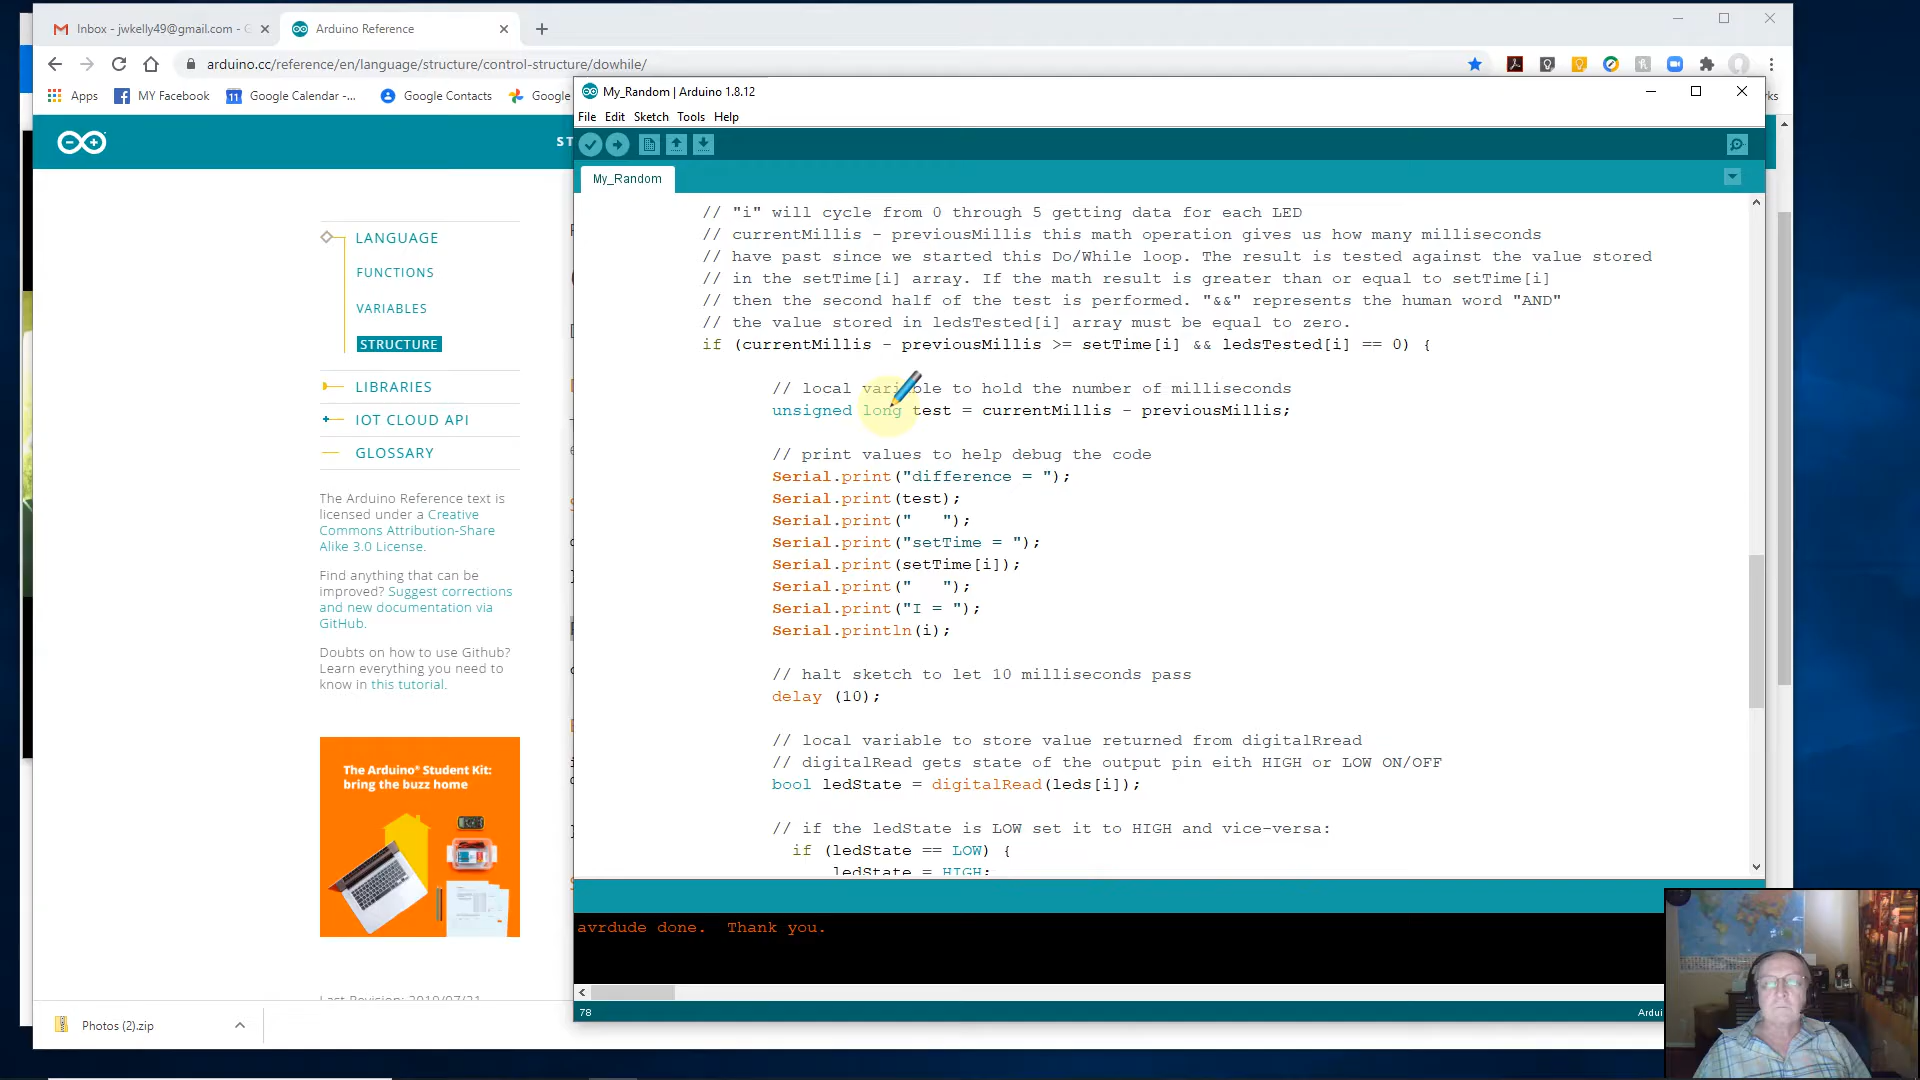 Inbox - jwkelly49@gmail.com - G
Arduino Reference
arduino.cc/reference/en/language/structure/control-structure/dowhile/
Apps
MY Facebook
Google Calendar -...
Google Contacts
Google
ks
My_Random | Arduino 1.8.12
File Edit Sketch Tools Help
ST
My_Random
LANGUAGE
FUNCTIONS
VARIABLES
STRUCTURE
LIBRARIES
IOT CLOUD API
GLOSSARY
The Arduino Reference text is
licensed under a Creative
Commons Attribution-Share
Alike 3.0 License.
Find anything that can be
improved? Suggest corrections
and new documentation via
GitHub.
Doubts on how to use Github?
Learn everything you need to
know in this tutorial.
The Arduino® Student Kit:
bring the buzz home
Last Revision: 2019/07/31
// "i" will cycle from 0 through 5 getting data for each LED
// currentMillis - previousMillis this math operation gives us how many milliseconds
// have past since we started this Do/While loop. The result is tested against the value stored
// in the setTime[i] array. If the math result is greater than or equal to setTime[i]
// then the second half of the test is performed. "&&" represents the human word "AND"
// the value stored in ledsTested[i] array must be equal to zero.
if (currentMillis - previousMillis >= setTime[i] && ledsTested[i] == 0) {
// local variable to hold the number of milliseconds
unsigned long test = currentMillis - previousMillis;
// print values to help debug the code
Serial.print("difference = ");
Serial.print(test);
Serial.print("   ");
Serial.print("setTime = ");
Serial.print(setTime[i]);
Serial.print("   ");
Serial.print("I = ");
Serial.println(i);
// halt sketch to let 10 milliseconds pass
delay (10);
// local variable to store value returned from digitalRread
// digitalRead gets state of the output pin eith HIGH or LOW ON/OFF
bool ledState = digitalRead(leds[i]);
// if the ledState is LOW set it to HIGH and vice-versa:
if (ledState == LOW) {
ledState = HIGH;
avrdude done.  Thank you.
78
Ardui
Photos (2).zip